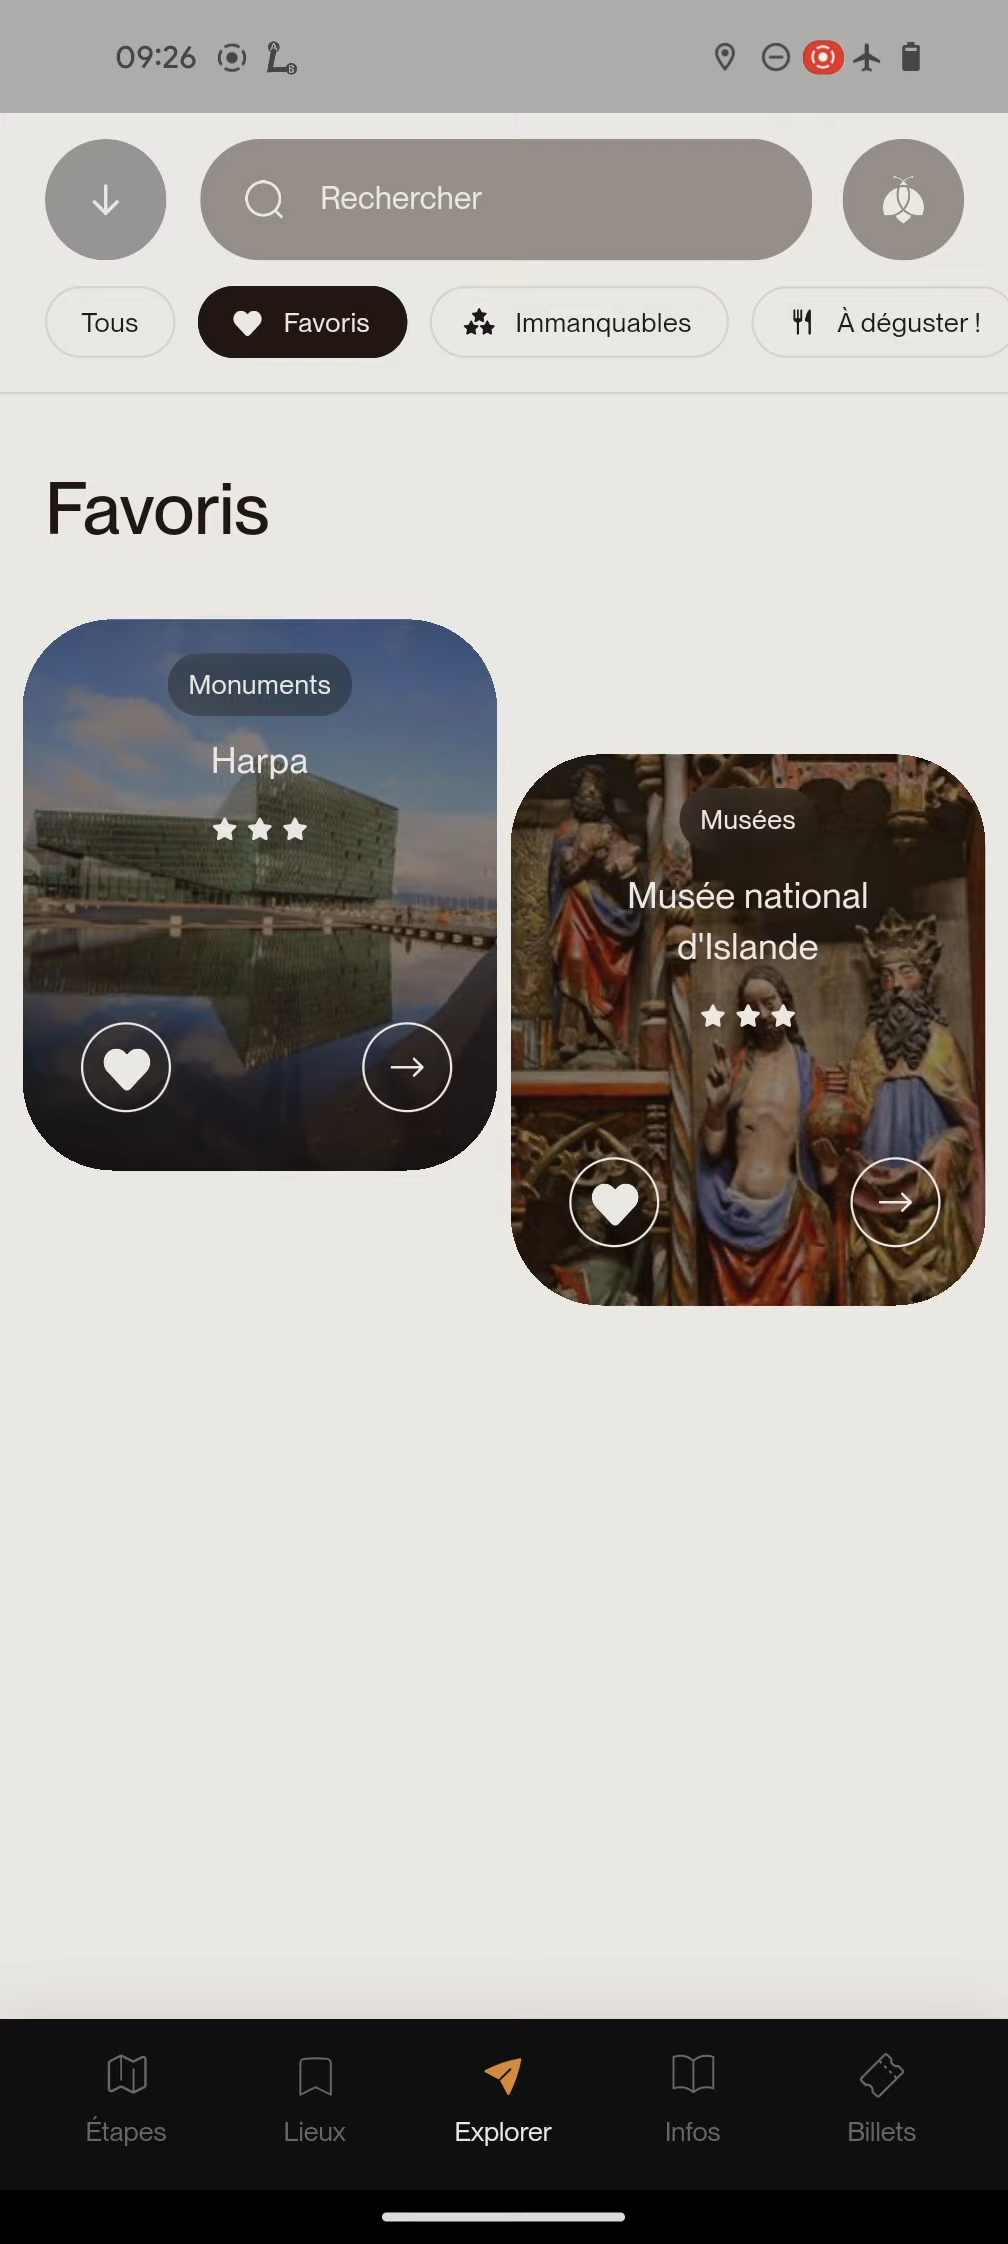 09:26
Rechercher
Tous
Favoris
Immanquables
À déguster !
Favoris
Monuments
Harpa
Musées
Musée national
d'Islande
Étapes
Lieux
Explorer
Infos
Billets